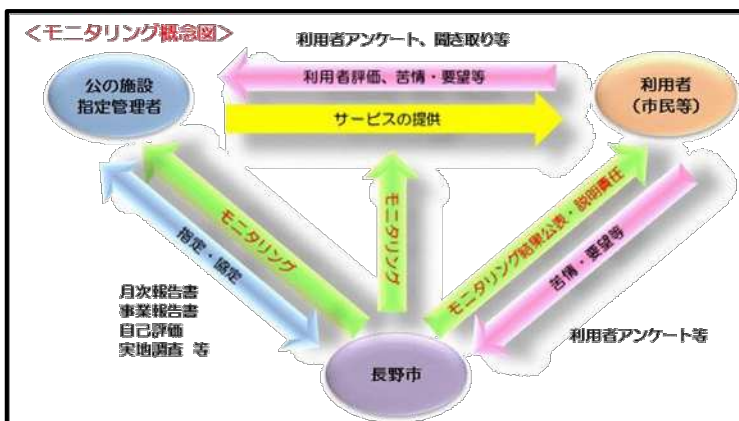 <モニタリング概念図>
利用者アンケート、聞き取り等
公の施設
指定管理者
利用者評価、苦情・要望等
サービスの提供
利用者
(市民等)
モニタリング
指定・協定
モニタリング
モニタリング結果公表・説明責任
苦情・要望等
月次報告書
事業報告書
自己評価
実地調査 等
利用者アンケート等
長野市